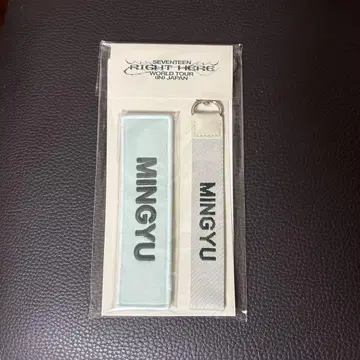 SEVENTEEN
RIGHT HERE
WORLD TOUR
(IN) JAPAN
MINGYU
MINGYU